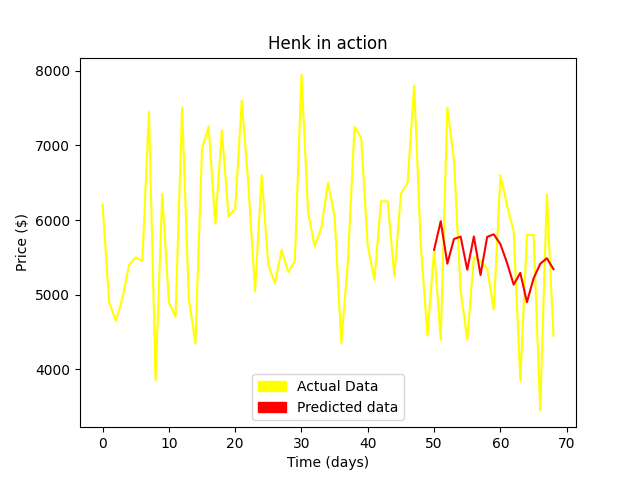 Henk in action
Price ($)
8000
7000
6000
5000
4000
Actual Data
Predicted data
0 10 20 30 40 50 60 70
Time (days)